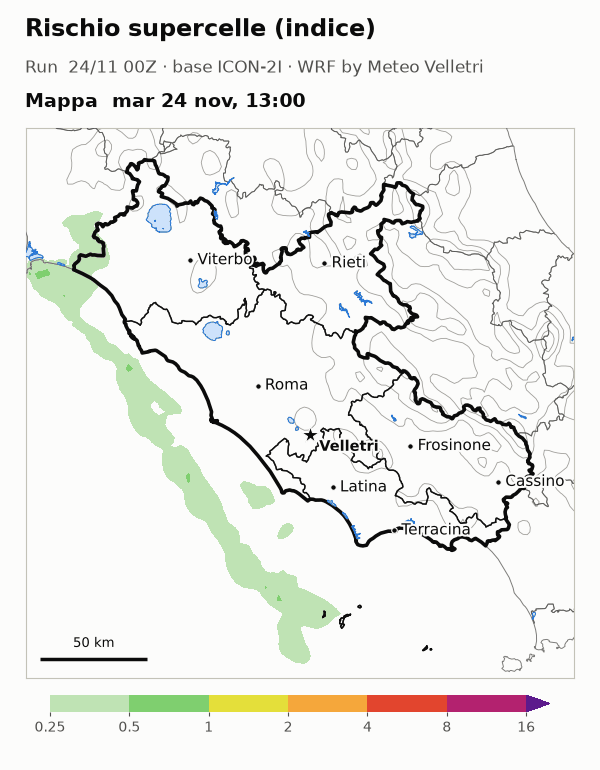 Rischio supercelle (indice)
Run 24/11 00Z · base ICON-2I · WRF by Meteo Velletri
Mappa mar 24 nov, 13:00
Viterbo
Rieti
Roma
Velletri
Frosinone
Cassino
Latina
Terracina
50 km
0.25 0.5 1 2 4 8 16